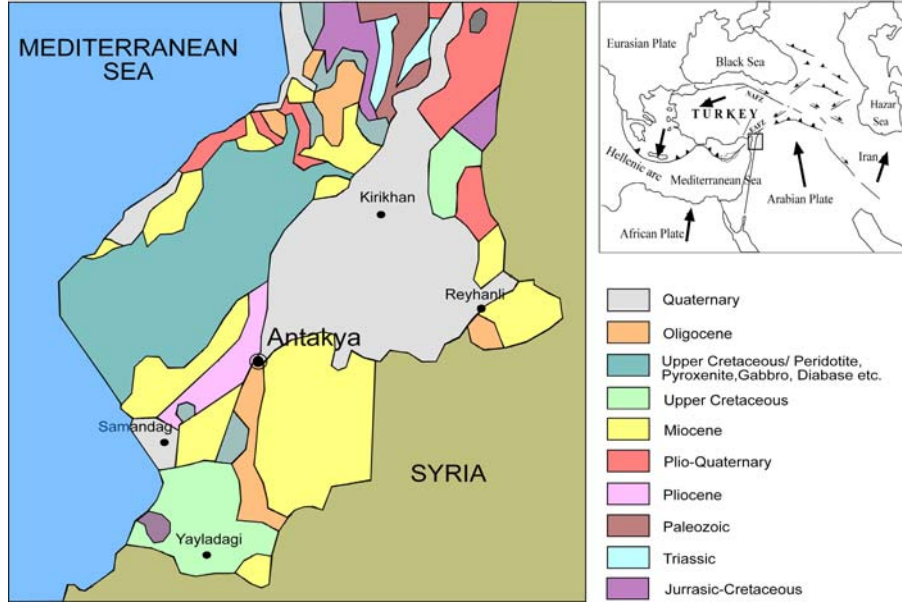 MEDITERRANEAN
SEA
Kirikhan
Reyhanli
Antakya
Samandag
SYRIA
Yayladagi
Eurasian Plate
Black Sea
NAFZ
TURKEY
EAFZ
Hazar
Sea
Hellenic arc
Iran
Mediterranean Sea
Arabian Plate
African Plate
Quaternary
Oligocene
Upper Cretaceous/ Peridotite,
Pyroxenite,Gabbro, Diabase etc.
Upper Cretaceous
Miocene
Plio-Quaternary
Pliocene
Paleozoic
Triassic
Jurrasic-Cretaceous